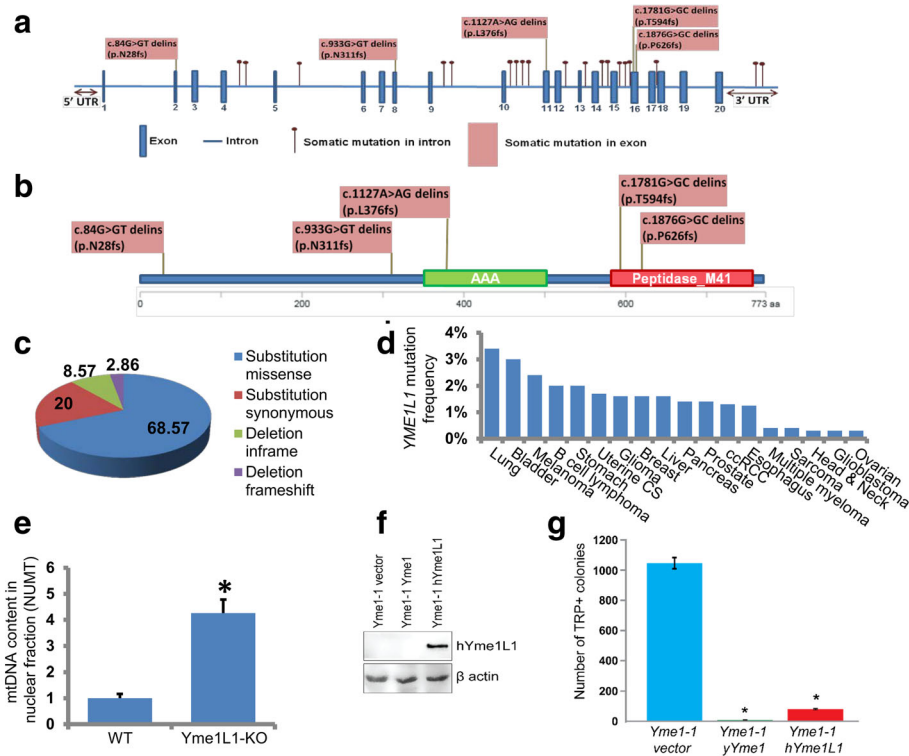 a
c.84G>GT delins
(p.N28fs)
c.933G>GT delins
(p.N311fs)
c.1127A>AG delins
(p.L376fs)
c.1781G>GC delins
(p.T594fs)
c.1876G>GC delins
(p.P626fs)
5' UTR
3' UTR
1 2 3 4 5 6 7 8 9 10 11 12 13 14 15 16 17 18 19 20
Exon
Intron
Somatic mutation in intron
Somatic mutation in exon
b
c.84G>GT delins
(p.N28fs)
c.933G>GT delins
(p.N311fs)
c.1127A>AG delins
(p.L376fs)
c.1781G>GC delins
(p.T594fs)
c.1876G>GC delins
(p.P626fs)
AAA
Peptidase_M41
0 200 400 600 773 aa
c
8.57
2.86
20
68.57
Substitution
missense
Substitution
synonymous
Deletion
inframe
Deletion
frameshift
d
YME1L1 mutation
frequency
4%
3%
2%
1%
0%
Lung
Bladder
Melanoma
B cell lymphoma
Stomach
Uterine CS
Glioma
Breast
Liver
Pancreas
Prostate
ccRCC
Esophagus
Multiple myeloma
Sarcoma
Head & Neck
Glioblastoma
Ovarian
e
mtDNA content in
nuclear fraction (NUMT)
6
5
4
3
2
1
0
*
WT
Yme1L1-KO
f
Yme1-1 vector
Yme1-1 Yme1
Yme1-1 hYme1L1
hYme1L1
β actin
g
Number of TRP+ colonies
1200
1000
800
600
400
200
0
*
*
Yme1-1
vector
Yme1-1
yYme1
Yme1-1
hYme1L1